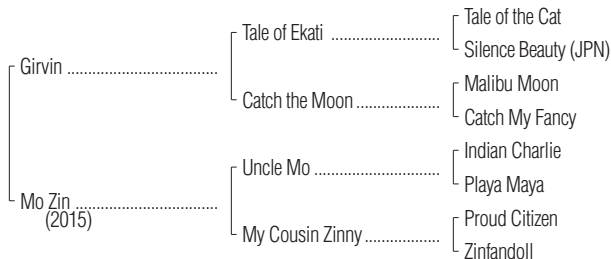 Tale of the Cat
Tale of Ekati ........................
Silence Beauty (JPN)
Girvin .................................
Malibu Moon
Catch the Moon ..................
Catch My Fancy
Indian Charlie
Uncle Mo ............................
Playa Maya
Mo Zin ...............................
(2015)
Proud Citizen
My Cousin Zinny ................
Zinfandoll